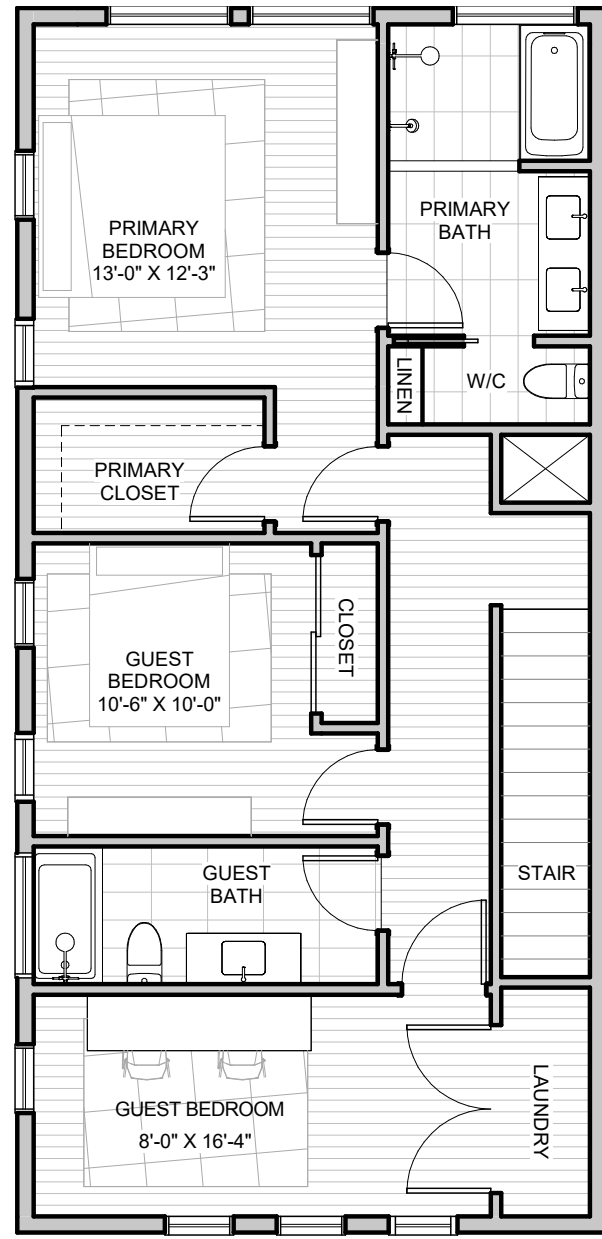 PRIMARY
BEDROOM
13'-0" X 12'-3"
PRIMARY
BATH
LINEN
W/C
PRIMARY
CLOSET
CLOSET
GUEST
BEDROOM
10'-6" X 10'-0"
GUEST
BATH
STAIR
GUEST BEDROOM
8'-0" X 16'-4"
LAUNDRY